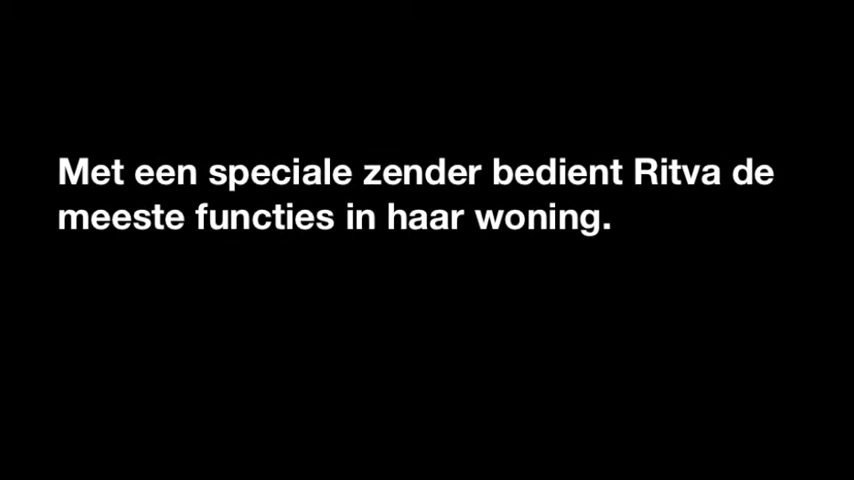 Met een speciale zender bedient Ritva de
meeste functies in haar woning.